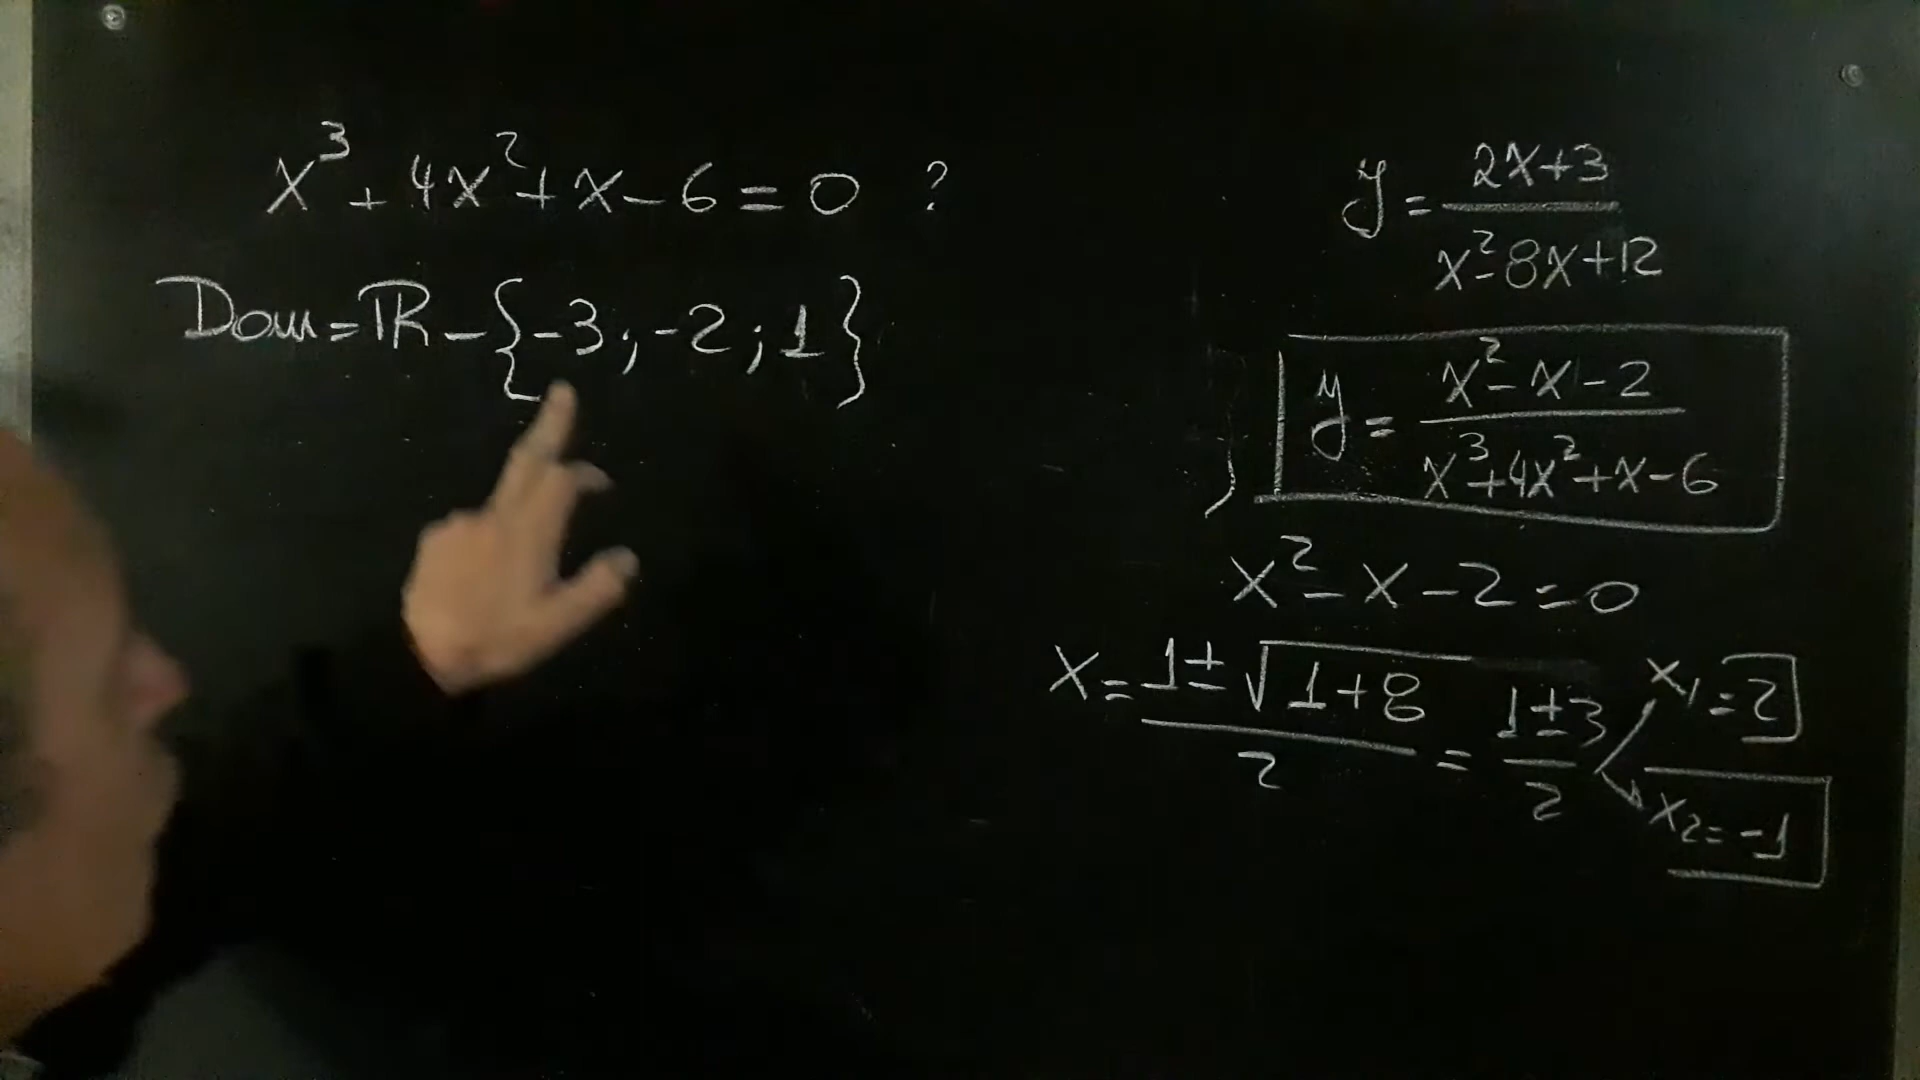 x³ + 4x² + x - 6 = 0 ?
Dom = ℝ - {-3; -2; 1}
y = (2x+3)/(x²-8x+12)
y = (x²-x-2)/(x³+4x²+x-6)
x² - x - 2 = 0
x = (1±√(1+8))/2 = (1±3)/2
x₁ = 2
x₂ = -1